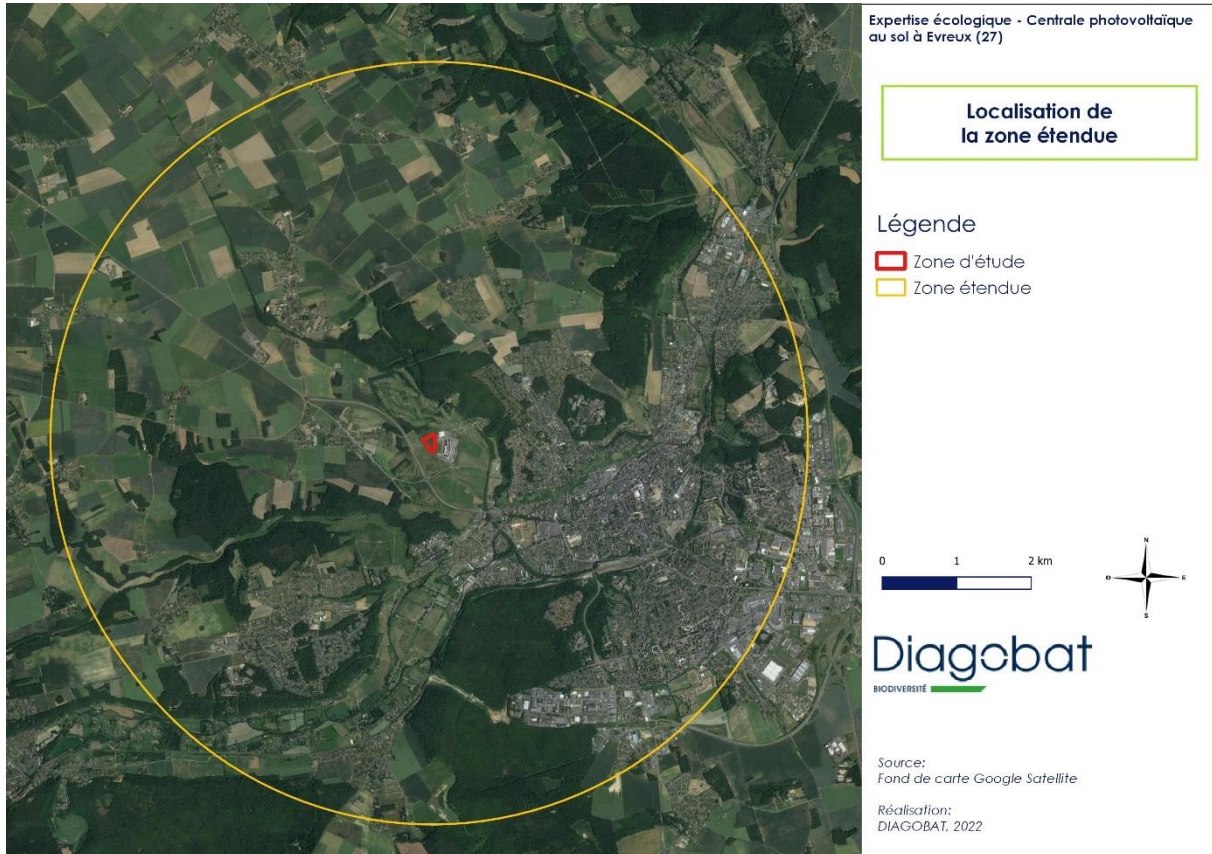 Expertise écologique - Centrale photovoltaïque
au sol à Evreux (27)
Localisation de
la zone étendue
Légende
Zone d'étude
Zone étendue
0 1 2 km
N
O E
S
Diagobat
BIODIVERSITÉ
Source:
Fond de carte Google Satellite
Réalisation:
DIAGOBAT, 2022